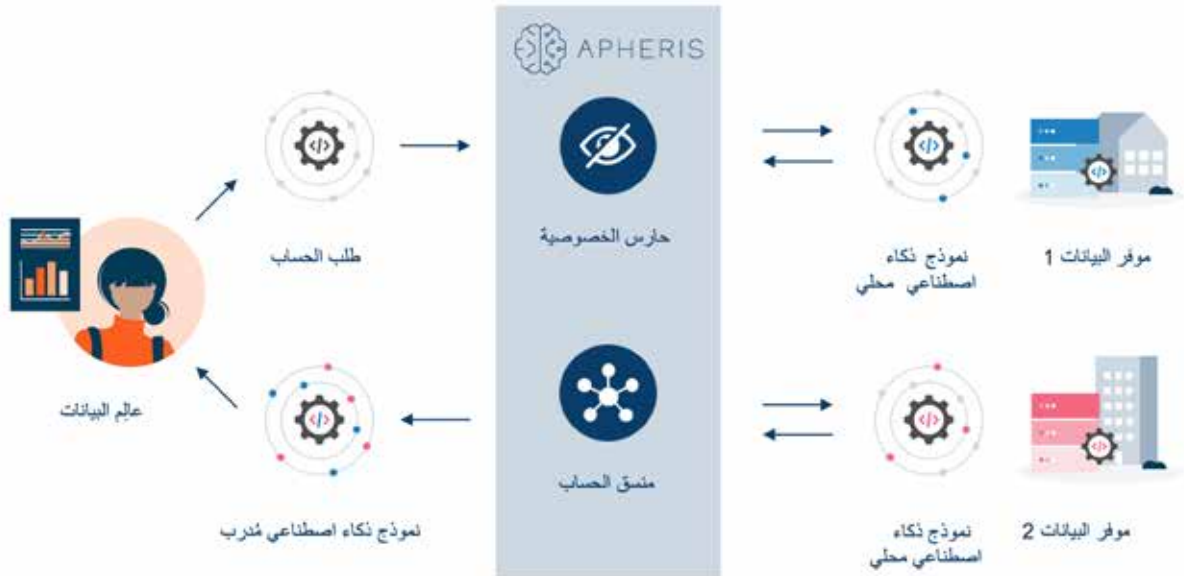 APHERIS
طلب الحساب
حارس الخصوصية
نموذج ذكاء
اصطناعي محلي
موفر البيانات 1
عالِم البيانات
نموذج ذكاء اصطناعي مُدرب
منسق الحساب
نموذج ذكاء
اصطناعي محلي
موفر البيانات 2